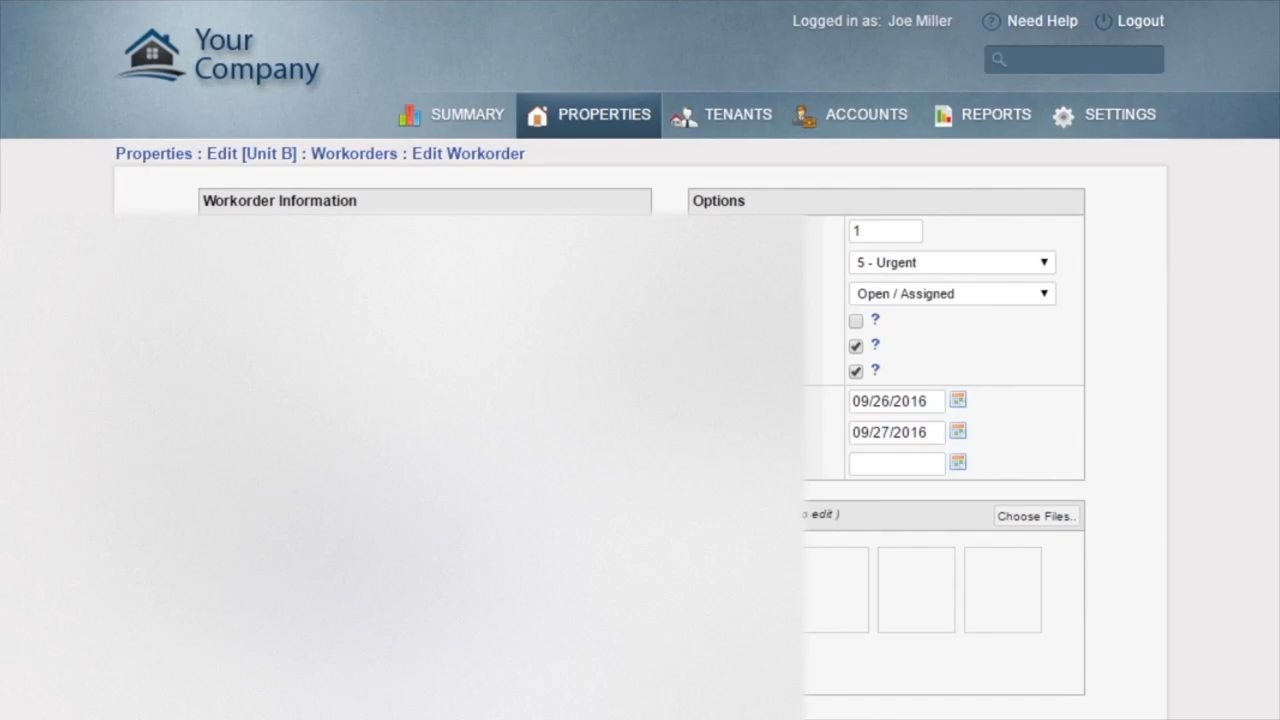 Logged in as: Joe Miller
Need Help
Logout
Your
Company
SUMMARY
PROPERTIES
TENANTS
ACCOUNTS
REPORTS
SETTINGS
Properties : Edit [Unit B] : Workorders : Edit Workorder
Workorder Information
Options
1
5 - Urgent
Open / Assigned
?
?
?
09/26/2016
09/27/2016
edit )
Choose Files..